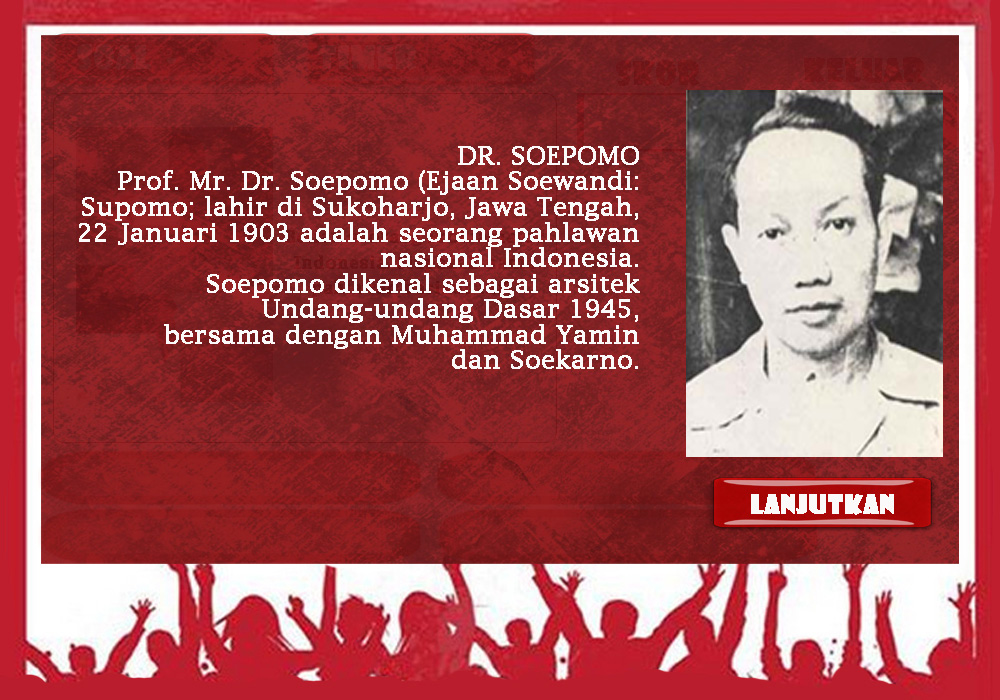 DR. SOEPOMO
Prof. Mr. Dr. Soepomo (Ejaan Soewandi:
Supomo; lahir di Sukoharjo, Jawa Tengah,
22 Januari 1903 adalah seorang pahlawan
nasional Indonesia.
Soepomo dikenal sebagai arsitek
Undang-undang Dasar 1945,
bersama dengan Muhammad Yamin
dan Soekarno.
LANJUTKAN